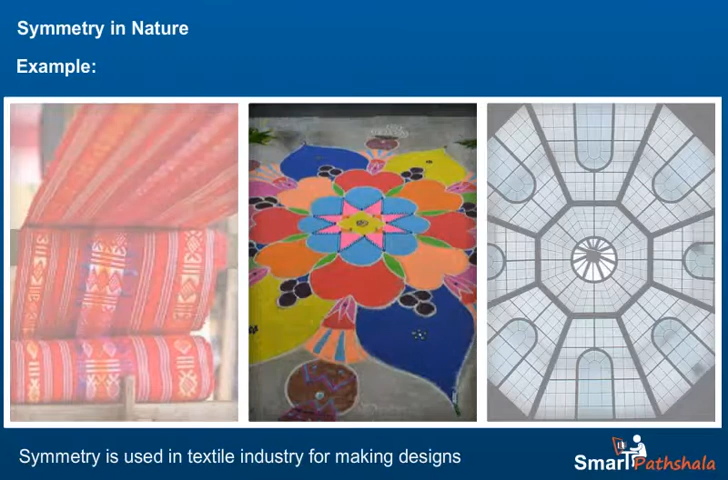 Symmetry in Nature
Example:
Symmetry is used in textile industry for making designs
SmartPathshala